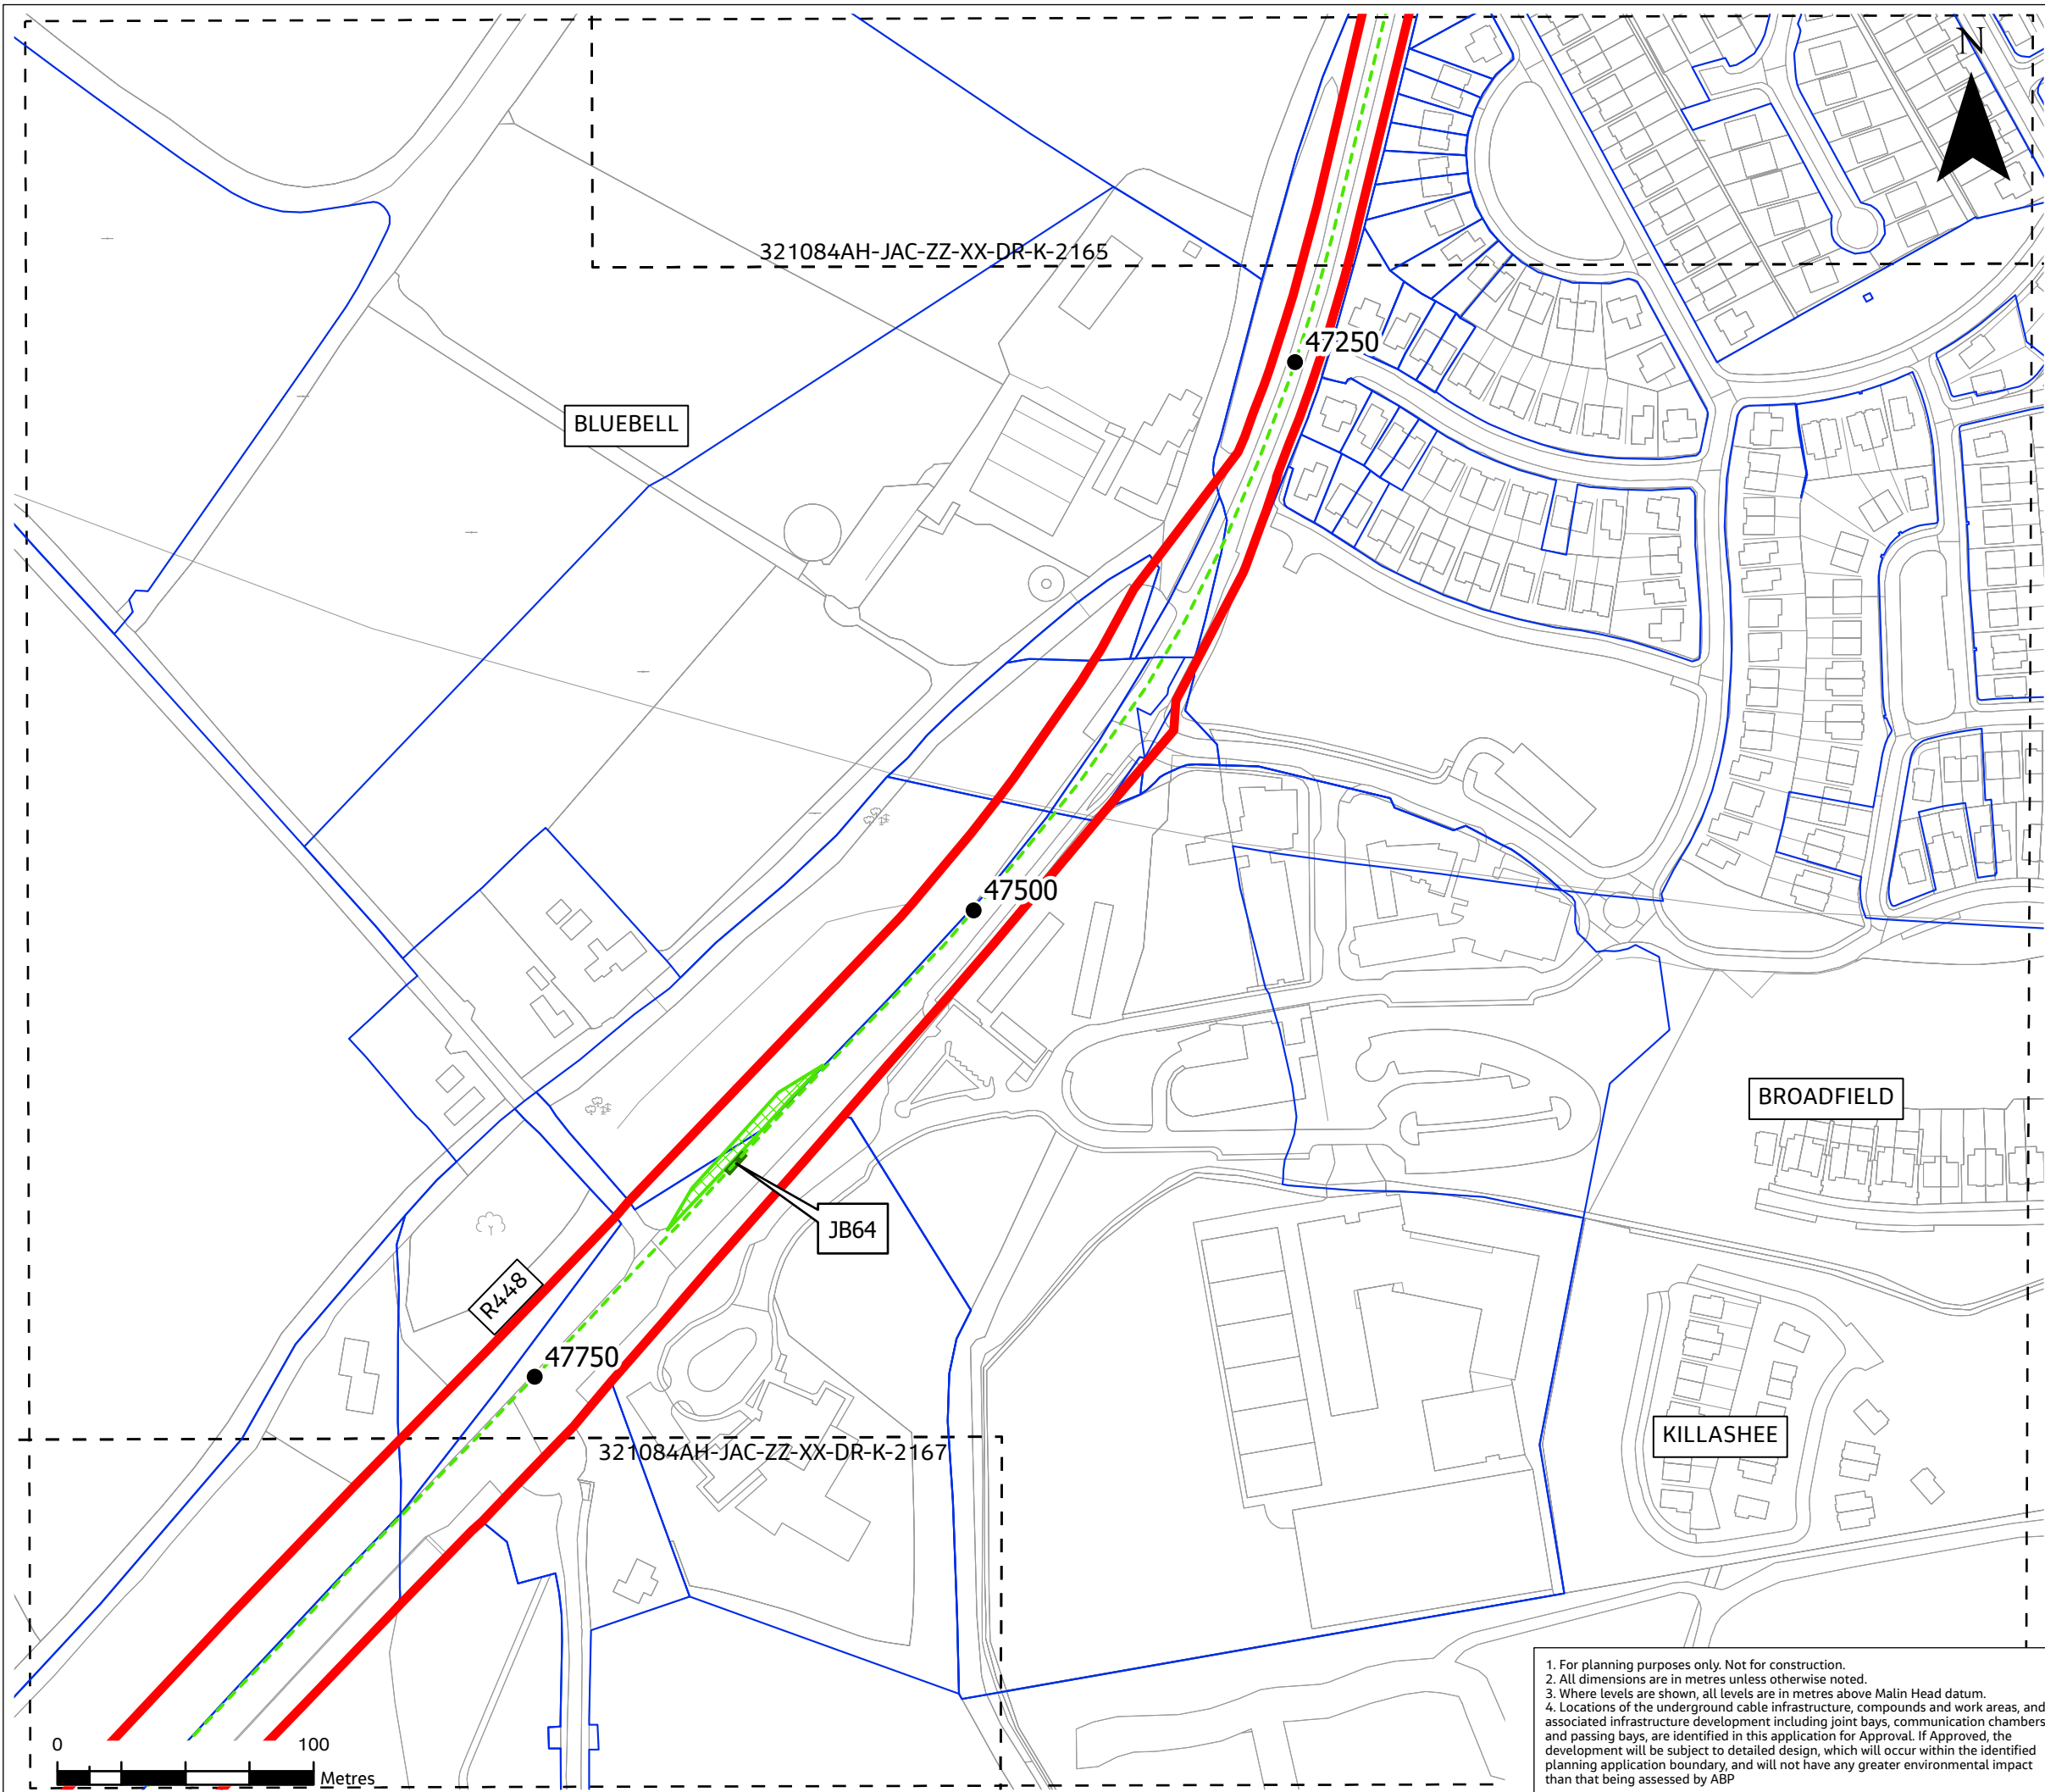 N
321084AH-JAC-ZZ-XX-DR-K-2165
47250
BLUEBELL
47500
BROADFIELD
JB64
R448
47750
KILLASHEE
321084AH-JAC-ZZ-XX-DR-K-2167
0 100
Metres
1. For planning purposes only. Not for construction.
2. All dimensions are in metres unless otherwise noted.
3. Where levels are shown, all levels are in metres above Malin Head datum.
4. Locations of the underground cable infrastructure, compounds and work areas, and
associated infrastructure development including joint bays, communication chambers
and passing bays, are identified in this application for Approval. If Approved, the
development will be subject to detailed design, which will occur within the identified
planning application boundary, and will not have any greater environmental impact
than that being assessed by ABP